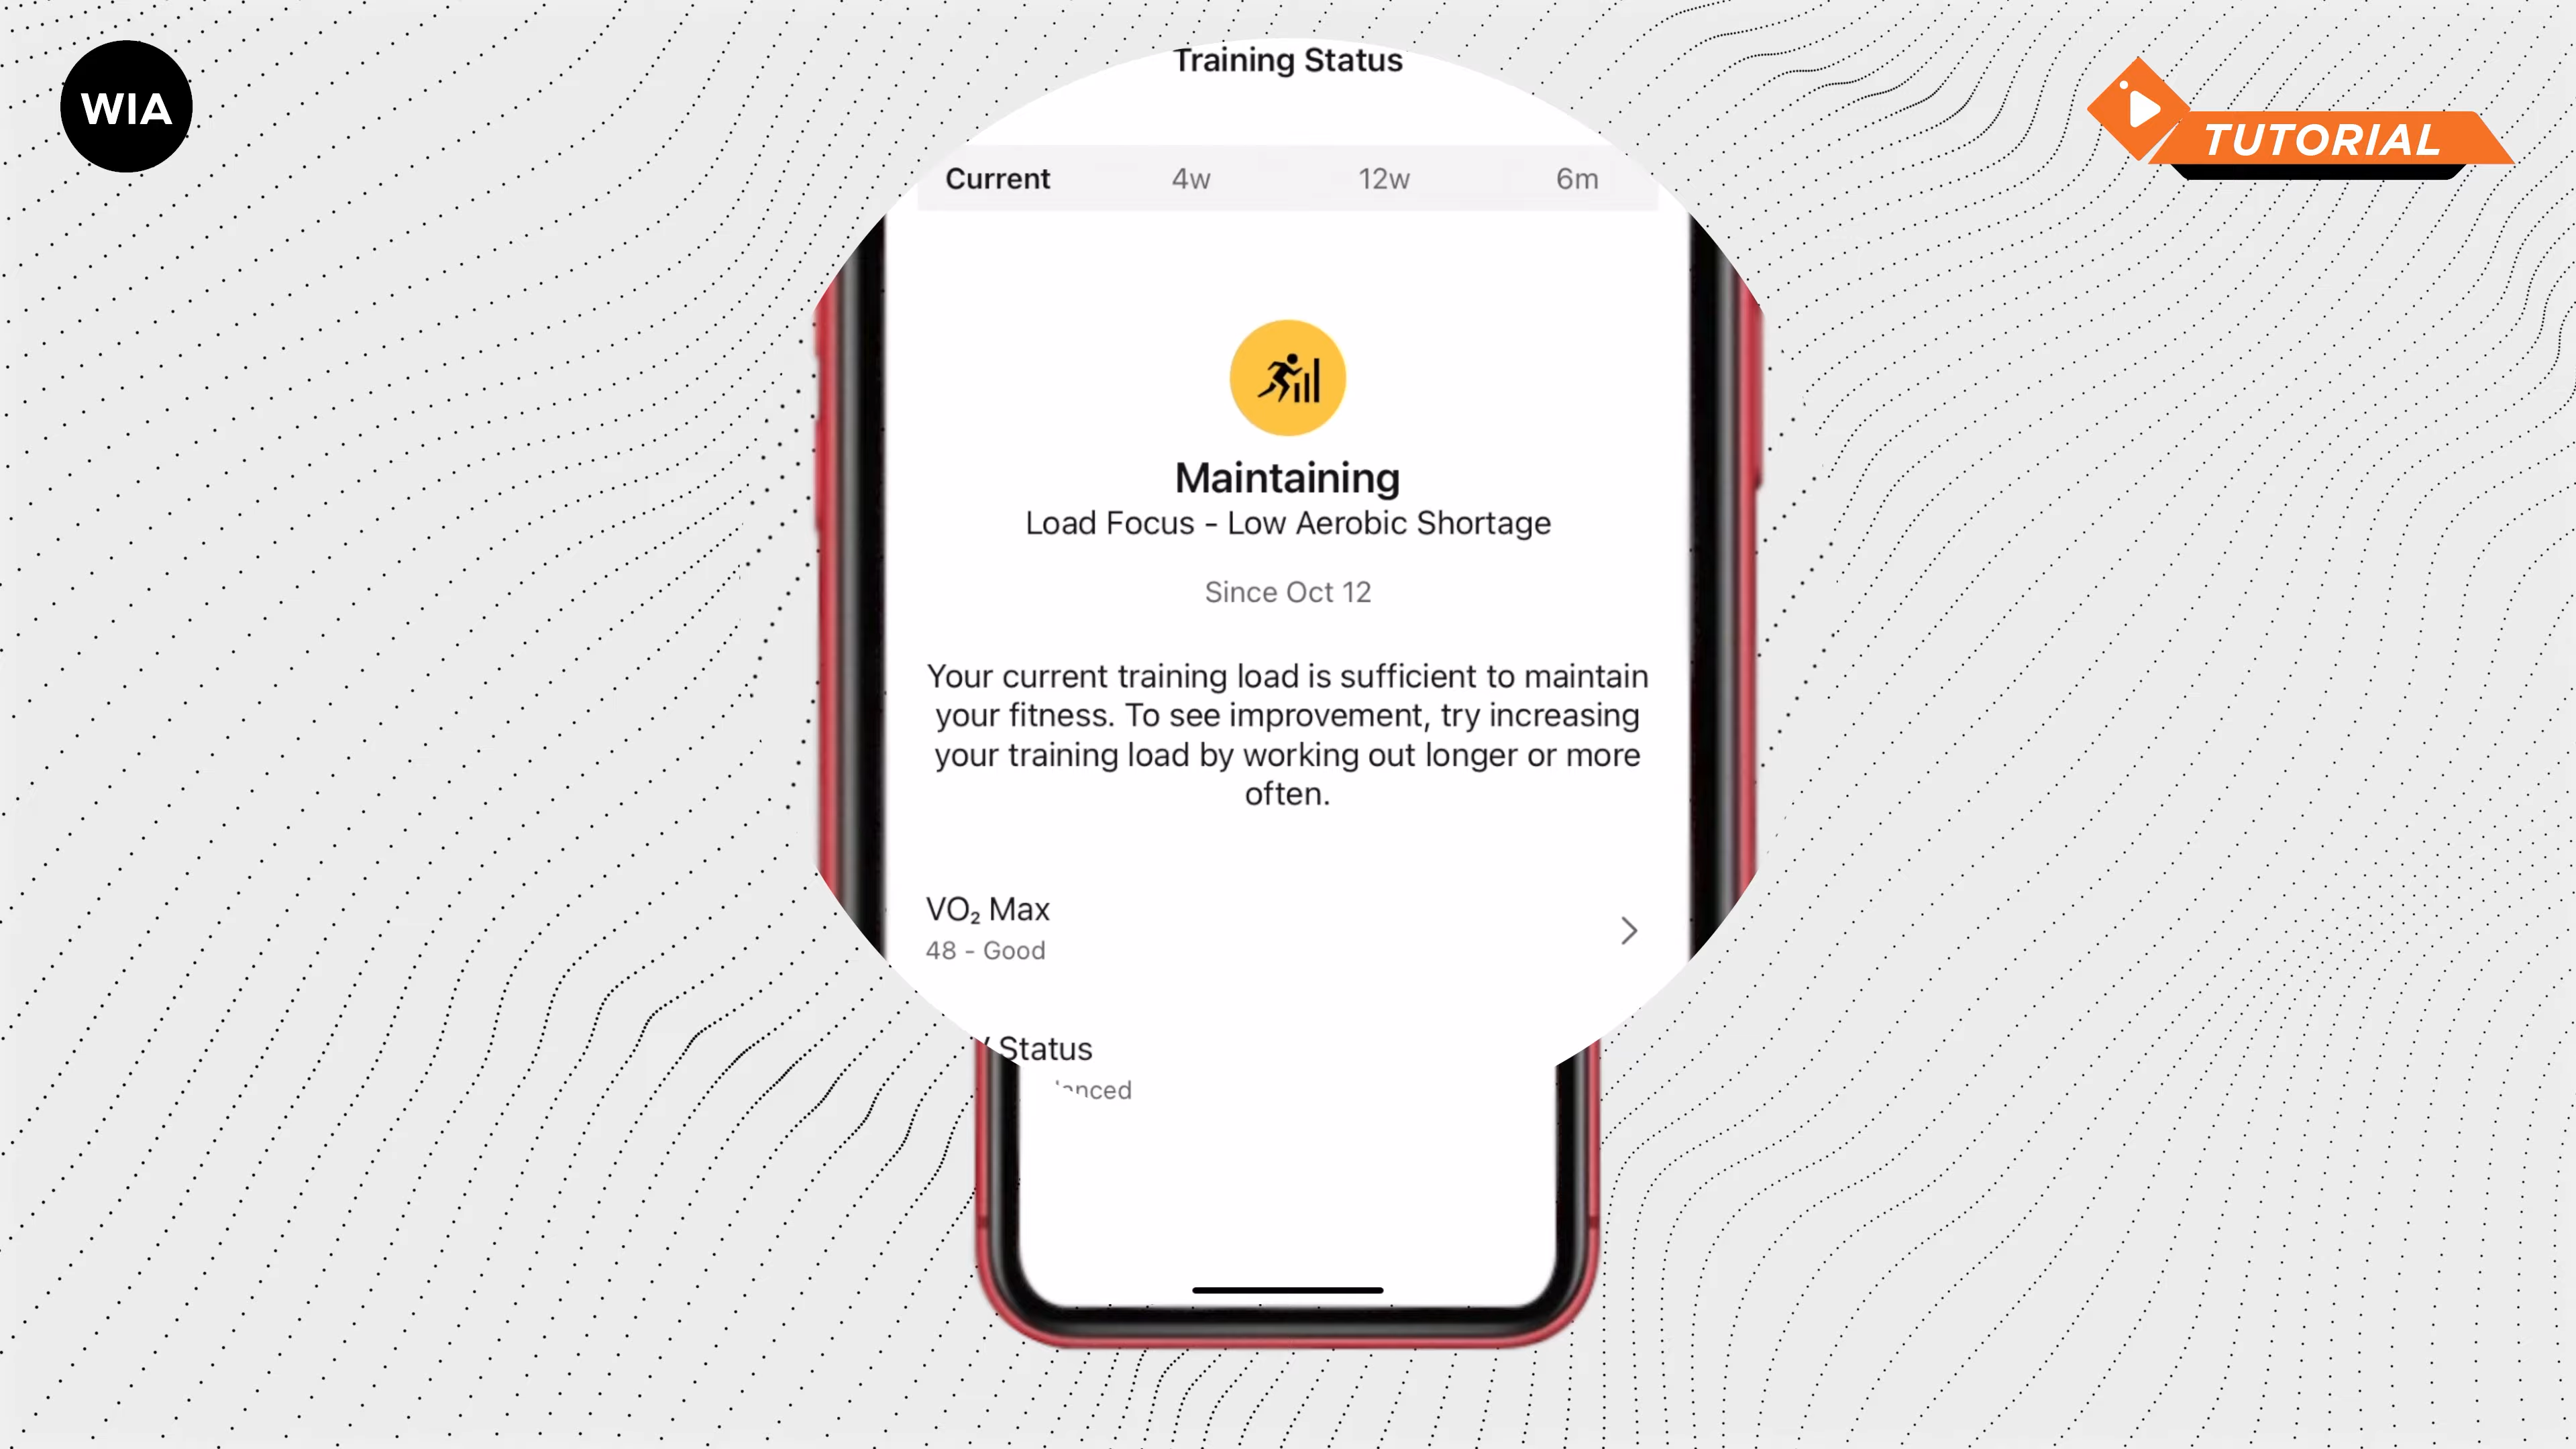 WIA
TUTORIAL
Training Status
Current 4w 12w 6m
Maintaining
Load Focus - Low Aerobic Shortage
Since Oct 12
Your current training load is sufficient to maintain
your fitness. To see improvement, try increasing
your training load by working out longer or more
often.
VO₂ Max
48 - Good
Status